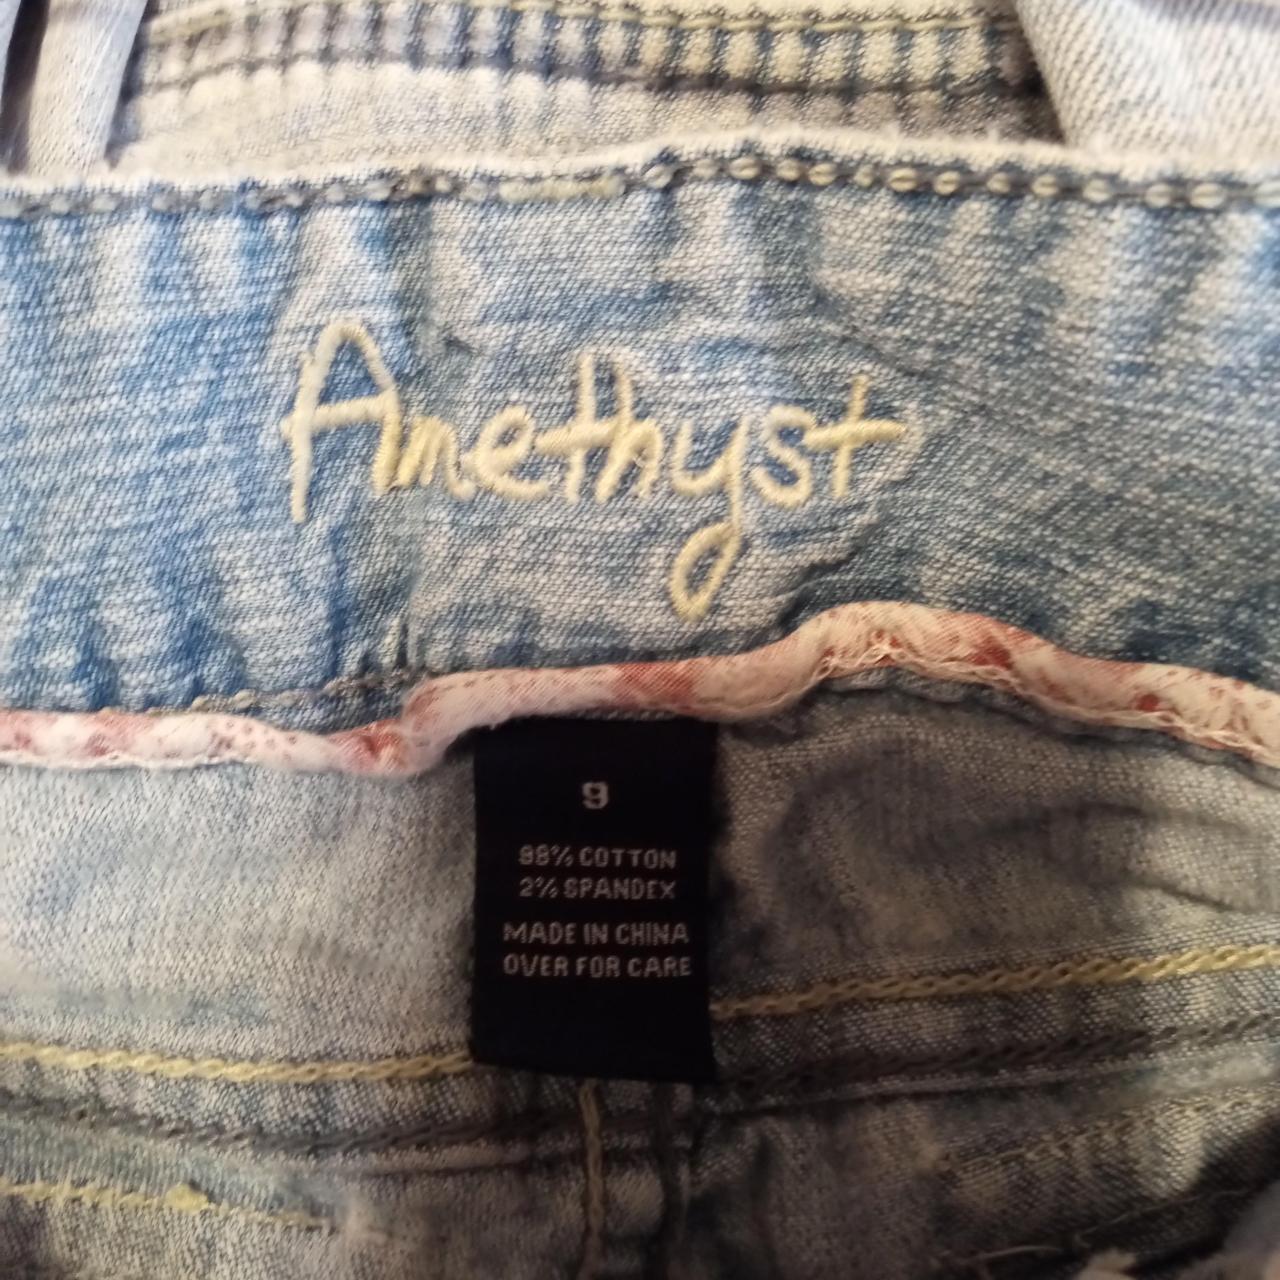 Amethyst
9
98% COTTON
2% SPANDEX
MADE IN CHINA
OVER FOR CARE